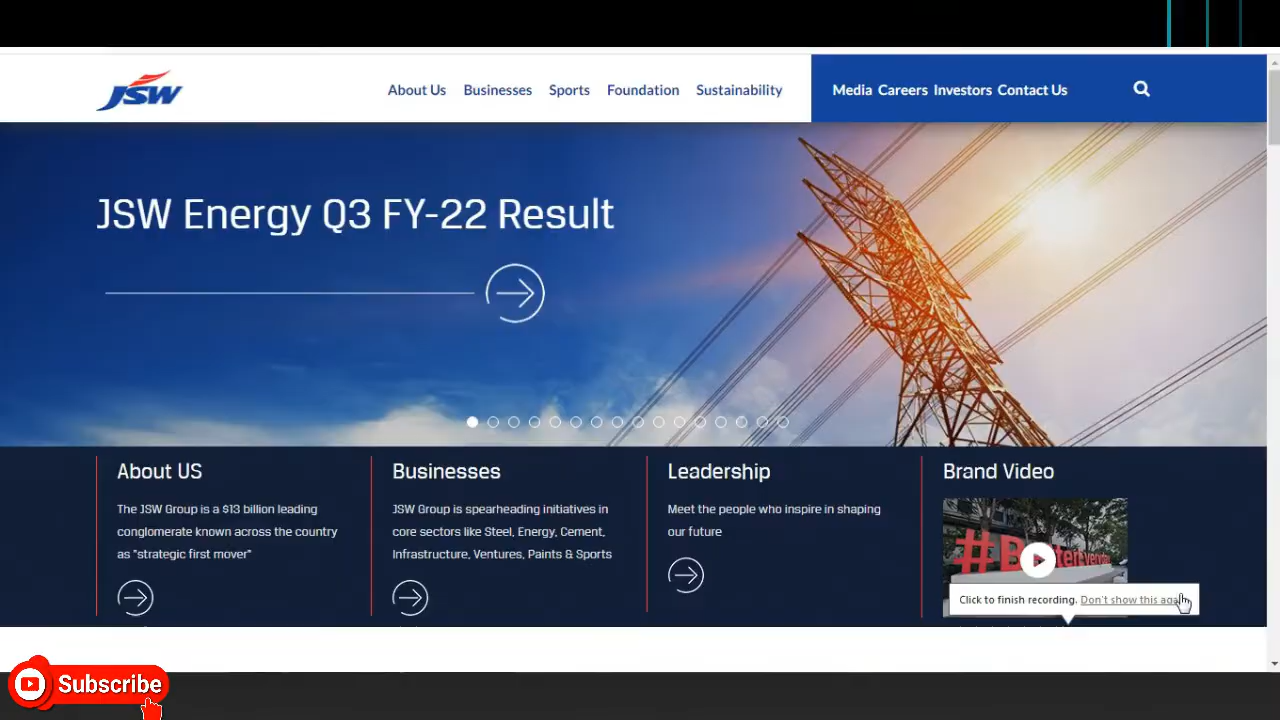 JSW
About Us Businesses Sports Foundation Sustainability
Media Careers Investors Contact Us
JSW Energy Q3 FY-22 Result
About US
The JSW Group is a $13 billion leading
conglomerate known across the country
as "strategic first mover"
Businesses
JSW Group is spearheading initiatives in
core sectors like Steel, Energy, Cement,
Infrastructure, Ventures, Paints & Sports
Leadership
Meet the people who inspire in shaping
our future
Brand Video
Click to finish recording. Don't show this
Subscribe